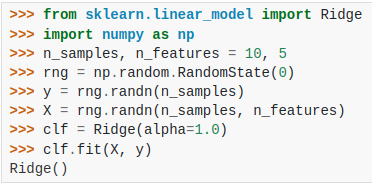 >>> from sklearn.linear_model import Ridge
>>> import numpy as np
>>> n_samples, n_features = 10, 5
>>> rng = np.random.RandomState(0)
>>> y = rng.randn(n_samples)
>>> X = rng.randn(n_samples, n_features)
>>> clf = Ridge(alpha=1.0)
>>> clf.fit(X, y)
Ridge()